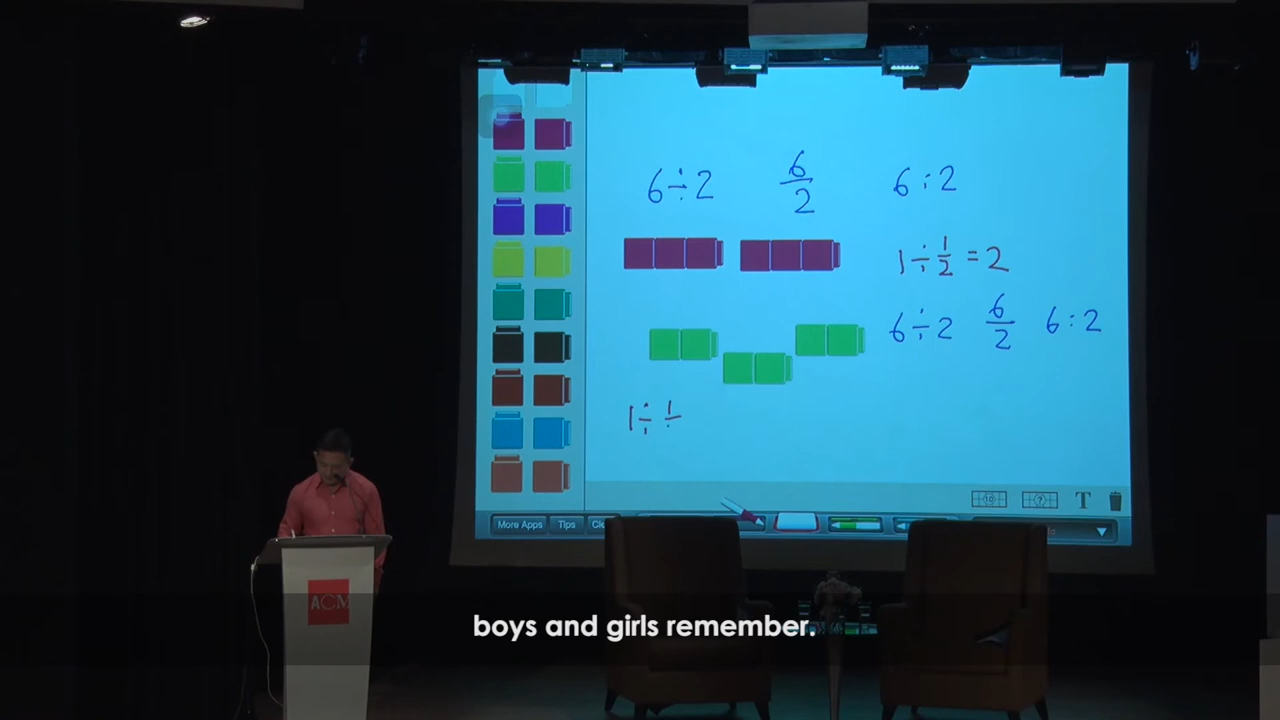 6÷2 6/2 6:2
1÷1/2=2
6÷2 6/2 6:2
1÷1/
10 ? T
More Apps Tips
ACM
boys and girls remember.